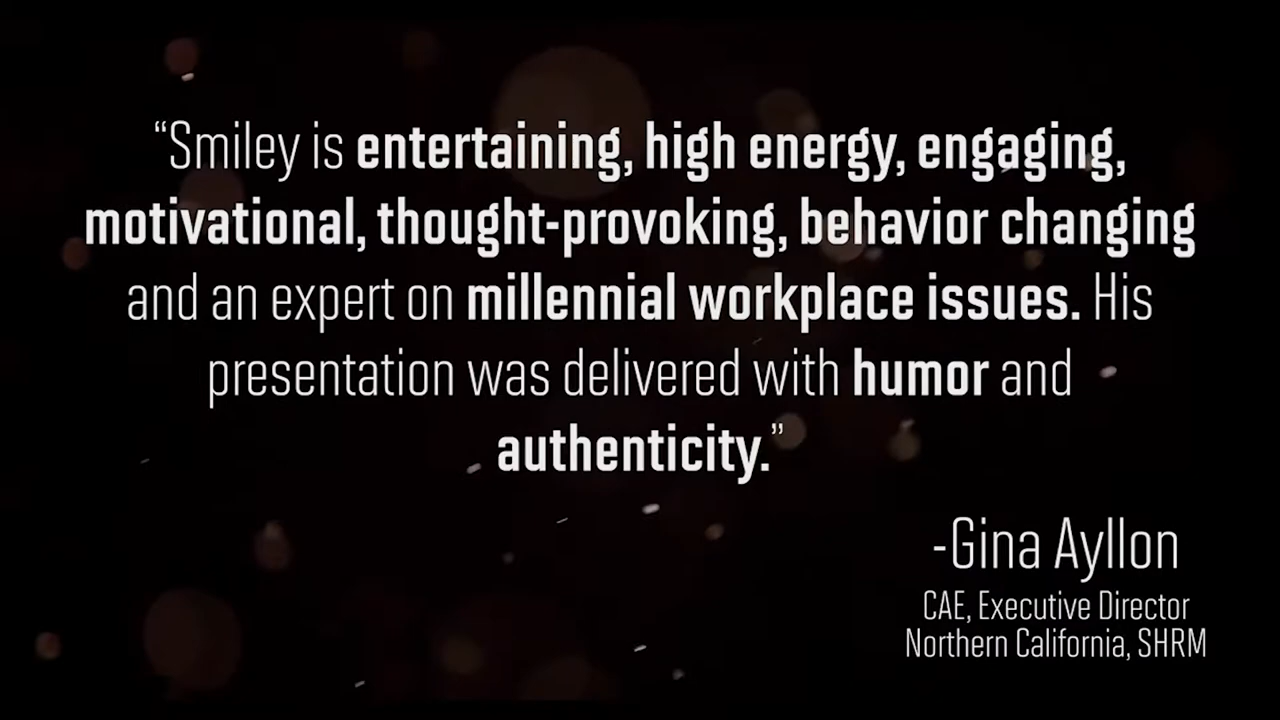 “Smiley is entertaining, high energy, engaging,
motivational, thought-provoking, behavior changing
and an expert on millennial workplace issues. His
presentation was delivered with humor and
authenticity.”
-Gina Ayllon
CAE, Executive Director
Northern California, SHRM